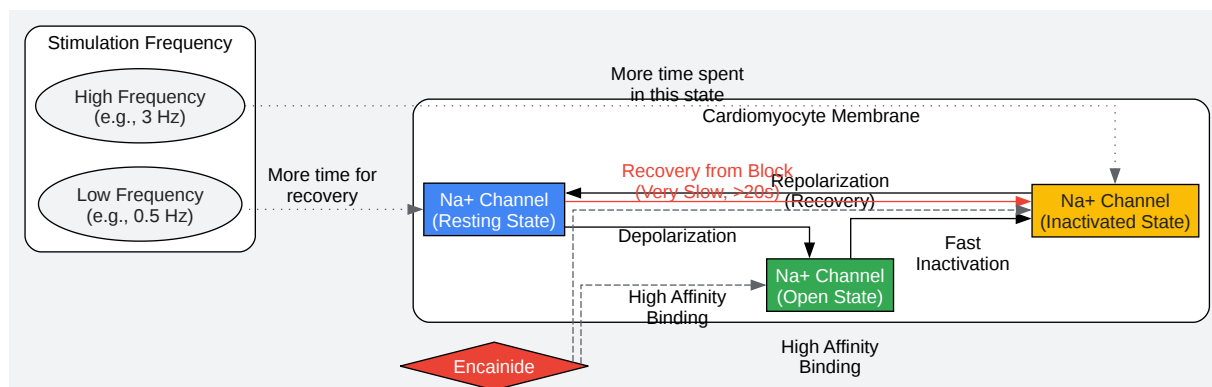 Stimulation Frequency
High Frequency
(e.g., 3 Hz)
Low Frequency
(e.g., 0.5 Hz)
More time for
recovery
More time spent
in this state
Cardiomyocyte Membrane
Recovery from Block
(Very Slow, >20s)
Repolarization
(Recovery)
Na+ Channel
(Resting State)
Na+ Channel
(Inactivated State)
Depolarization
Fast
Inactivation
Na+ Channel
(Open State)
High Affinity
Binding
High Affinity
Binding
Encainide